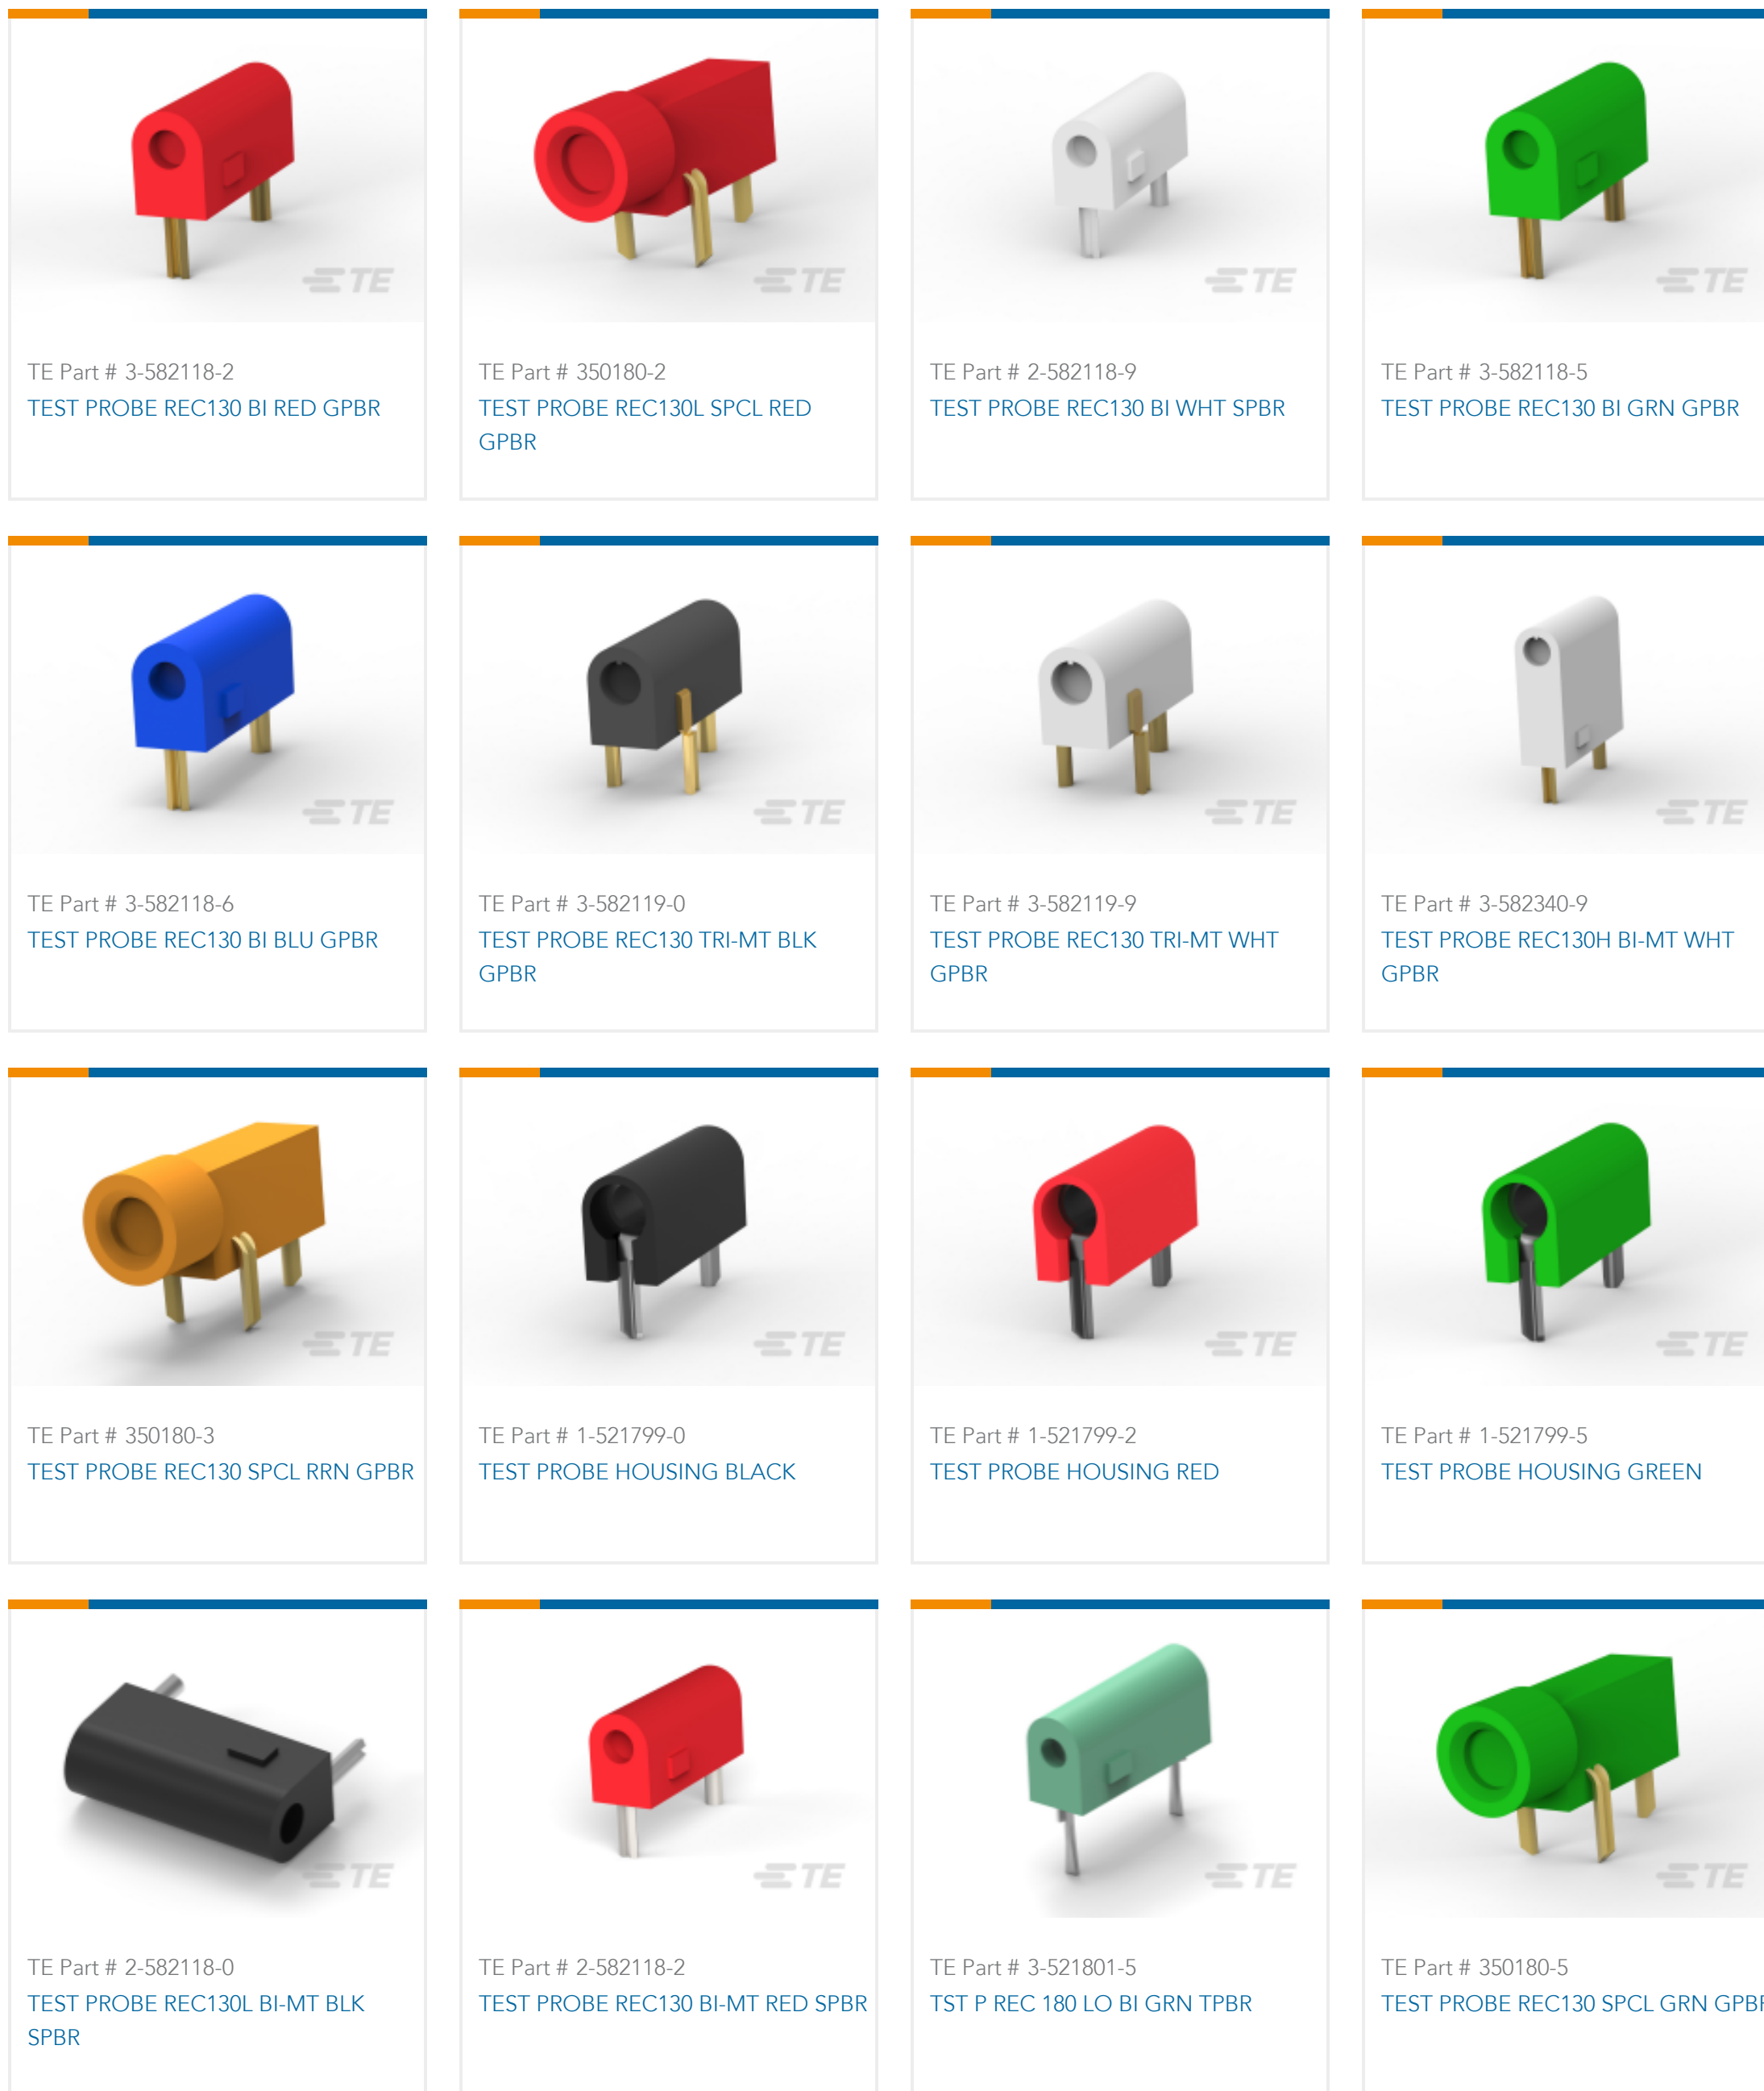 TE
TE
TE
TE
TE Part # 3-582118-2
TEST PROBE REC130 BI RED GPBR
TE Part # 350180-2
TEST PROBE REC130L SPCL RED
GPBR
TE Part # 2-582118-9
TEST PROBE REC130 BI WHT SPBR
TE Part # 3-582118-5
TEST PROBE REC130 BI GRN GPBR
TE
TE
TE
TE
TE Part # 3-582118-6
TEST PROBE REC130 BI BLU GPBR
TE Part # 3-582119-0
TEST PROBE REC130 TRI-MT BLK
GPBR
TE Part # 3-582119-9
TEST PROBE REC130 TRI-MT WHT
GPBR
TE Part # 3-582340-9
TEST PROBE REC130H BI-MT WHT
GPBR
TE
TE
TE
TE
TE Part # 350180-3
TEST PROBE REC130 SPCL RRN GPBR
TE Part # 1-521799-0
TEST PROBE HOUSING BLACK
TE Part # 1-521799-2
TEST PROBE HOUSING RED
TE Part # 1-521799-5
TEST PROBE HOUSING GREEN
TE
TE
TE
TE
TE Part # 2-582118-0
TEST PROBE REC130L BI-MT BLK
SPBR
TE Part # 2-582118-2
TEST PROBE REC130 BI-MT RED SPBR
TE Part # 3-521801-5
TST P REC 180 LO BI GRN TPBR
TE Part # 350180-5
TEST PROBE REC130 SPCL GRN GPBR